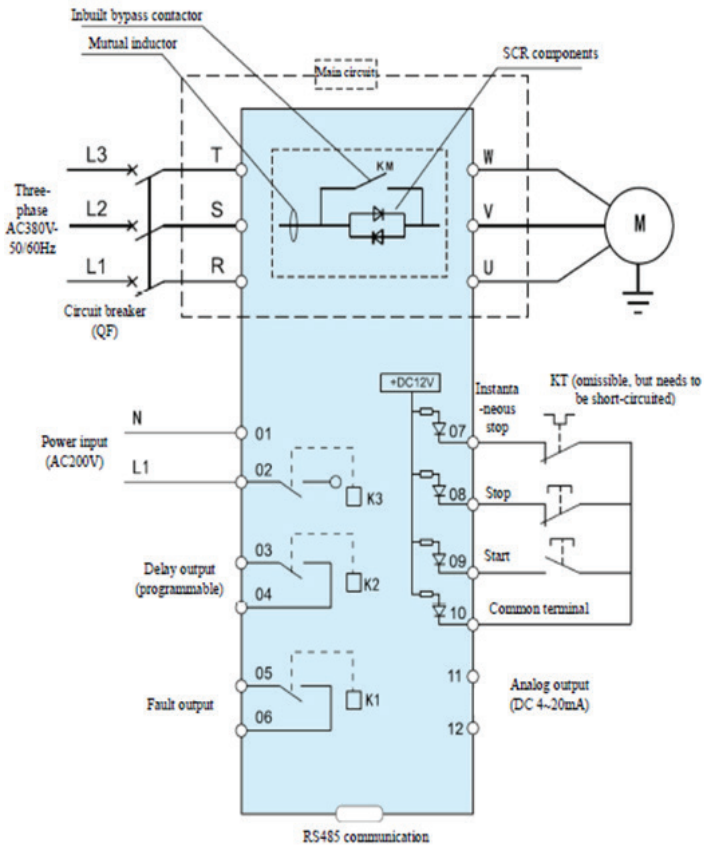 Inbuilt bypass contactor
Mutual inductor
SCR components
Main circuit
L3
T
KM
W
Three-
phase
AC380V-
50/60Hz
L2
S
V
M
L1
R
U
Circuit breaker
(QF)
+DC12V
Instanta
-neous
stop
KT (omissible, but needs to
be short-circuited)
N
01
07
Power input
(AC200V)
L1
02
K3
08
Stop
03
Delay output
(programmable)
04
K2
09
Start
10
Common terminal
05
Fault output
06
K1
11
Analog output
(DC 4~20mA)
12
RS485 communication